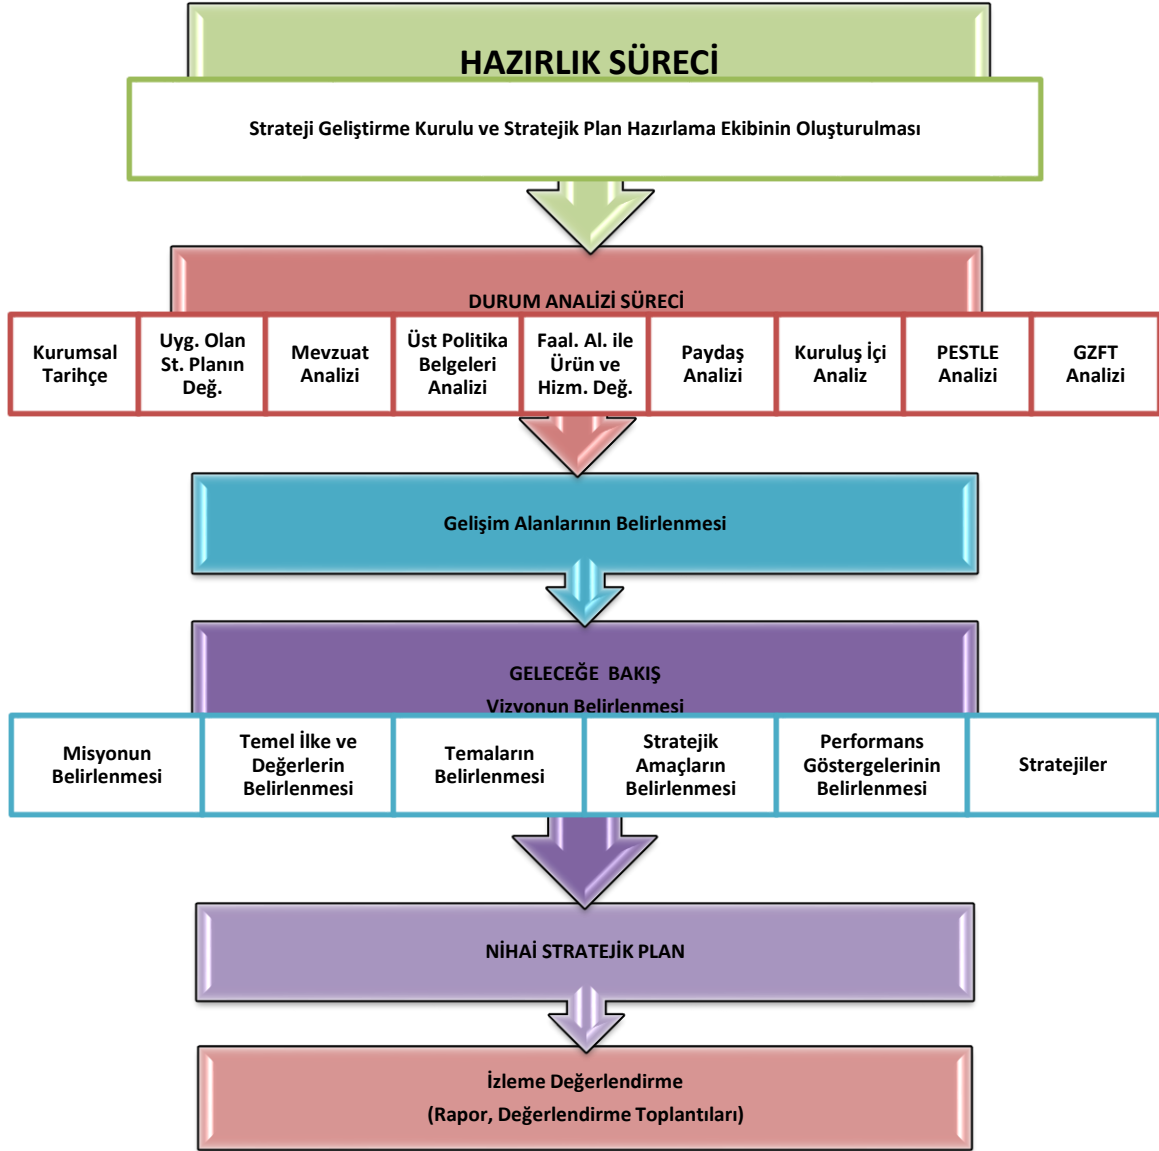 HAZIRLIK SÜRECİ
Strateji Geliştirme Kurulu ve Stratejik Plan Hazırlama Ekibinin Oluşturulması
DURUM ANALİZİ SÜRECİ
Kurumsal
Tarihçe
Uyg. Olan
St. Planın
Değ.
Mevzuat
Analizi
Üst Politika
Belgeleri
Analizi
Faal. Al. ile
Ürün ve
Hizm. Değ.
Paydaş
Analizi
Kuruluş İçi
Analiz
PESTLE
Analizi
GZFT
Analizi
Gelişim Alanlarının Belirlenmesi
GELECEĞE BAKIŞ
Vizyonun Belirlenmesi
Misyonun
Belirlenmesi
Temel İlke ve
Değerlerin
Belirlenmesi
Temaların
Belirlenmesi
Stratejik
Amaçların
Belirlenmesi
Performans
Göstergelerinin
Belirlenmesi
Stratejiler
NİHAİ STRATEJİK PLAN
İzleme Değerlendirme
(Rapor, Değerlendirme Toplantıları)